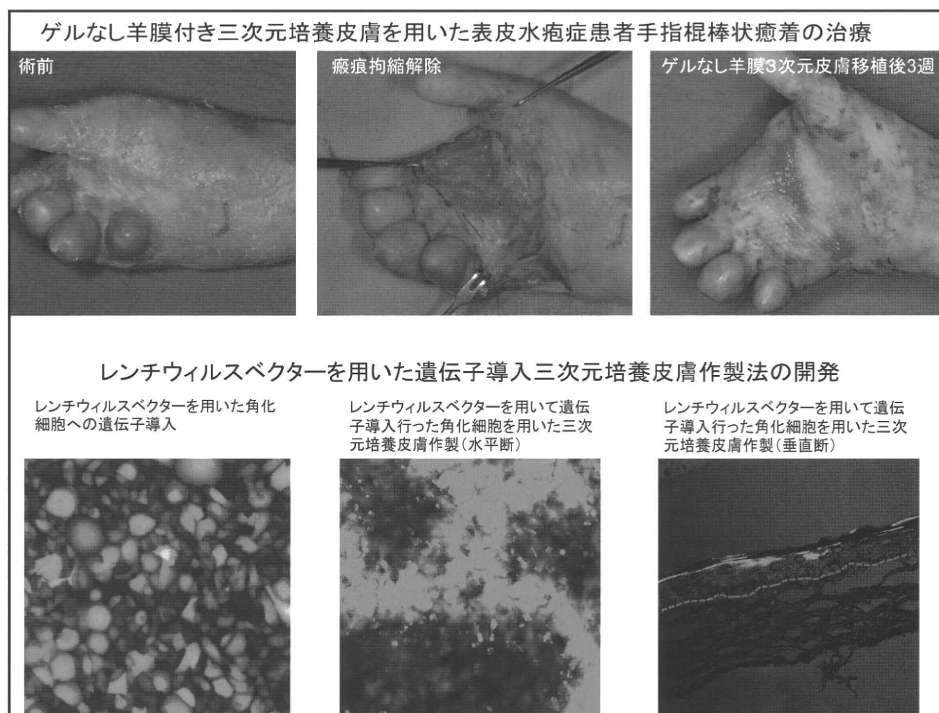 ゲルなし羊膜付き三次元培養皮膚を用いた表皮水疱症患者手指棍棒状癒着の治療
術前
瘢痕拘縮解除
ゲルなし羊膜3次元皮膚移植後3週
レンチウィルスベクターを用いた遺伝子導入三次元培養皮膚作製法の開発
レンチウィルスベクターを用いた角化
細胞への遺伝子導入
レンチウィルスベクターを用いて遺伝
子導入行った角化細胞を用いた三次
元培養皮膚作製(水平断)
レンチウィルスベクターを用いて遺伝
子導入行った角化細胞を用いた三次
元培養皮膚作製(垂直断)